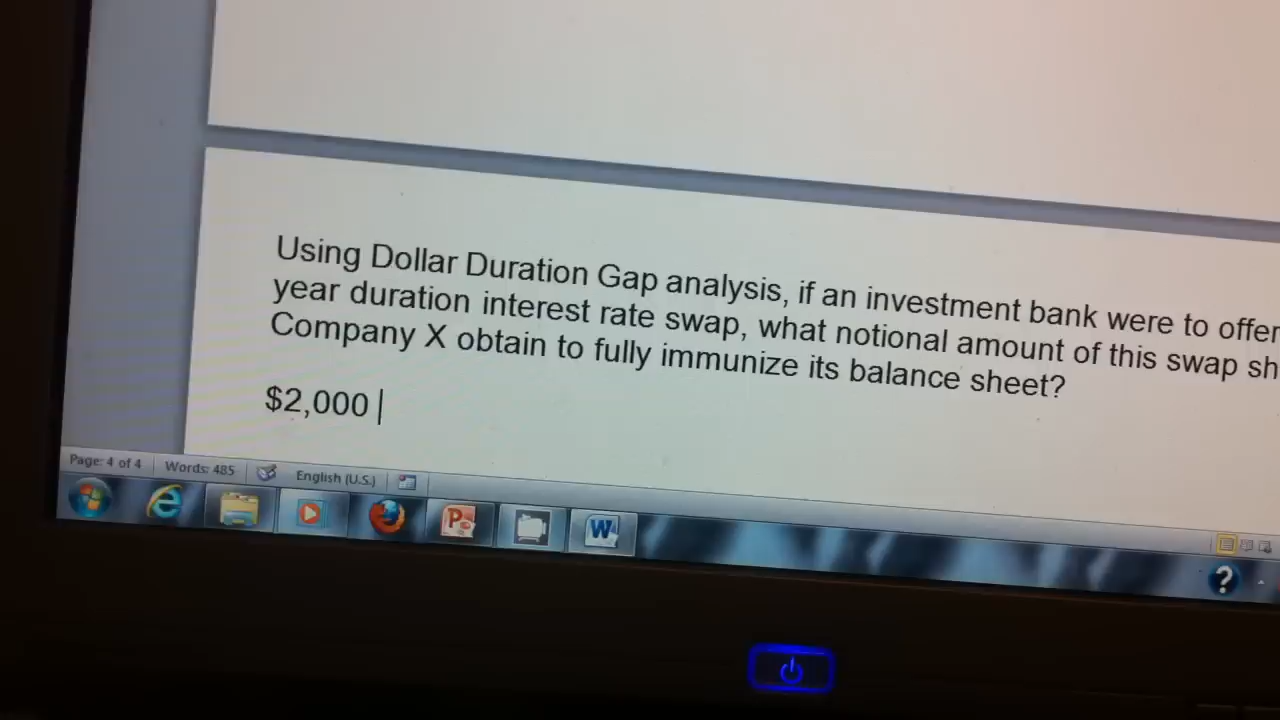 Using Dollar Duration Gap analysis, if an investment bank were to offer
year duration interest rate swap, what notional amount of this swap sh
Company X obtain to fully immunize its balance sheet?
$2,000
Page: 4 of 4 Words: 485 English (U.S.)
P
W
?